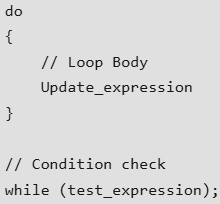 do
{
    // Loop Body
    Update_expression
}

// Condition check
while (test_expression);